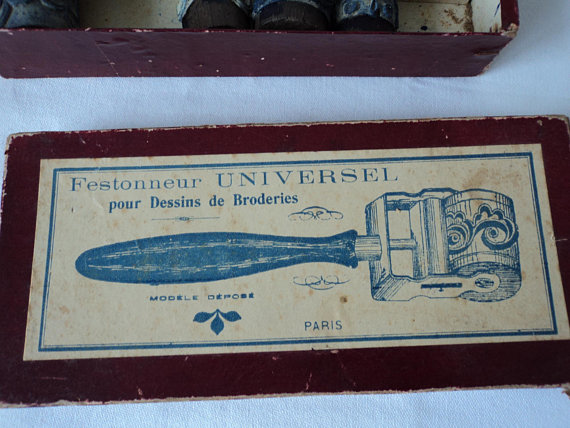 Festonneur UNIVERSEL
pour Dessins de Broderies
MODÈLE DÉPOSÉ
PARIS